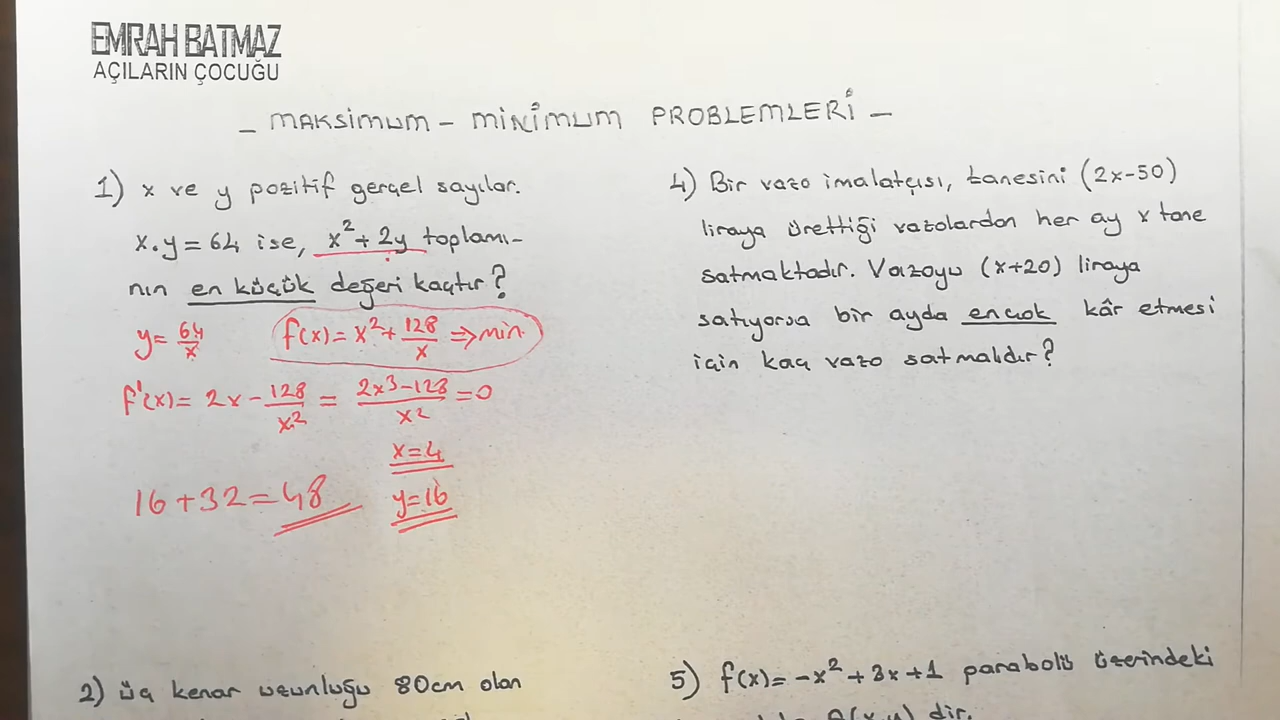 EMRAH BATMAZ
AÇILARIN ÇOCUĞU
- MAKSİMUM - MİNİMUM PROBLEMLERİ -
1) x ve y pozitif gerçel sayılar.
x.y = 64 ise, x² + 2y toplamı-
nın en küçük değeri kaçtır?
y = 64/x f(x) = x² + 128/x => min.
f'(x) = 2x - 128/x² = 2x³-128/x² = 0
x = 4
y = 16
16 + 32 = 48
2) üç kenar uzunluğu 80cm olan
4) Bir vazo imalatçısı, tanesini (2x-50)
liraya ürettiği vazolardan her ay x tane
satmaktadır. Vazoyu (x+20) liraya
satıyorsa bir ayda en çok kâr etmesi
için kaç vazo satmalıdır?
5) f(x) = -x² + 3x + 1 parabolü üzerindeki
A(x,y) dir.